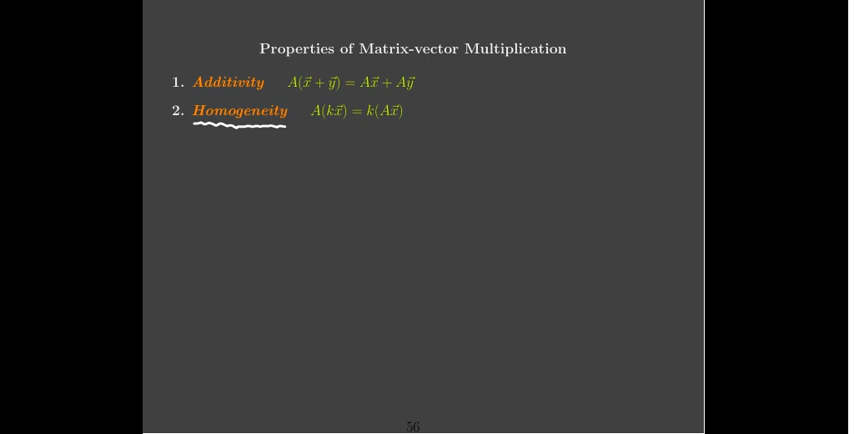 Properties of Matrix-vector Multiplication
1. Additivity A(x⃗ + y⃗) = Ax⃗ + Ay⃗
2. Homogeneity A(kx⃗) = k(Ax⃗)
56